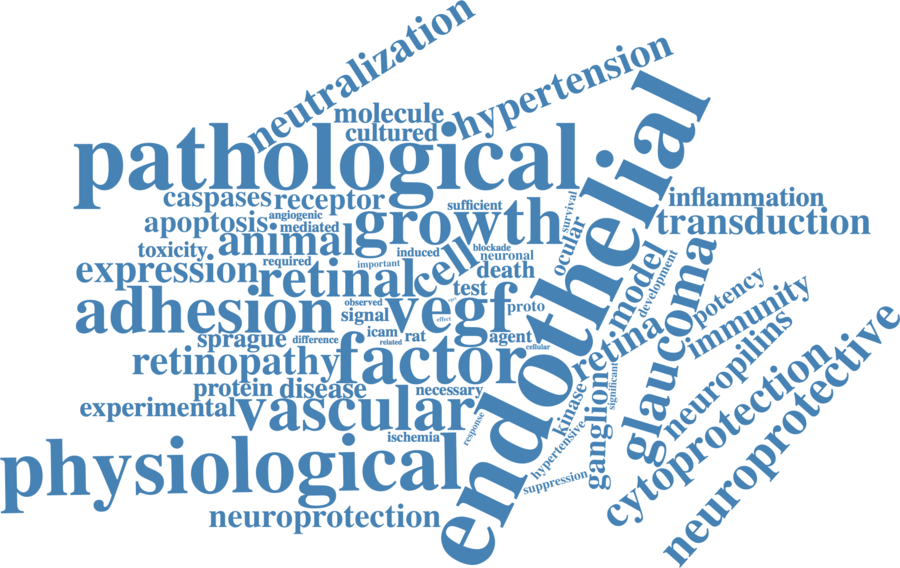 neutralization
hypertension
molecule
cultured
pathological
endothelial
caspases
receptor
sufficient
survival
inflammation
apoptosis
angiogenic
mediated
growth
ocular
transduction
toxicity
animal
induced
cell
blockade
neuronal
expression
required
important
retinal
death
model
development
glaucoma
potency
adhesion
observed
vegf
test
proto
immunity
signal
effect
sprague
difference
icam
related
rat
agent
cellular
retina
neuropilins
retinopathy
factor
protein
disease
necessary
kinase
ganglion
significant
cytoprotection
neuroprotective
experimental
vascular
response
ischemia
hypertensive
physiological
suppression
neuroprotection